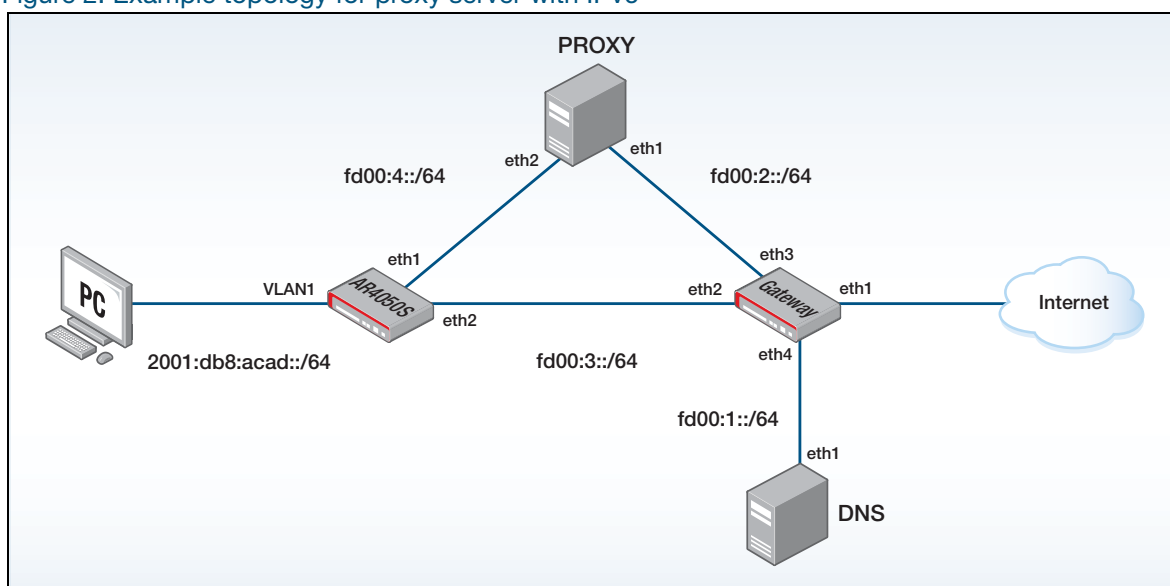 Figure 2: Example topology for proxy server with IPv6
PROXY
eth2
eth1
fd00:4::/64
fd00:2::/64
eth1
eth3
PC
VLAN1
AR4050S
eth2
eth2
Gateway
eth1
Internet
eth4
2001:db8:acad::/64
fd00:3::/64
fd00:1::/64
eth1
DNS